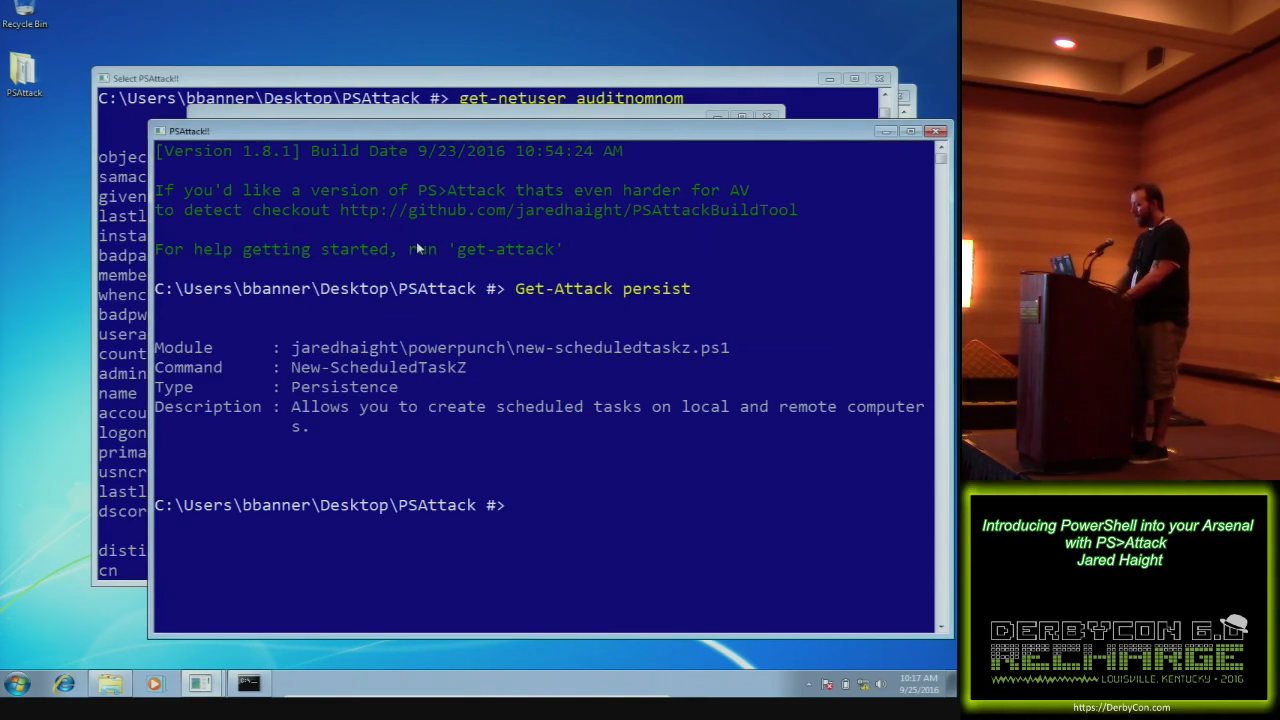 Recycle Bin
PSAttack
Select PSAttack!!
C:\Users\bbanner\Desktop\PSAttack #> get-netuser auditnomnom
objec
samac
given
lastl
insta
badpa
membe
whenc
badpw
usera
count
admin
name
accou
logon
prima
usncr
lastl
dscor
disti
cn
PSAttack!!
[Version 1.8.1] Build Date 9/23/2016 10:54:24 AM
If you'd like a version of PS>Attack thats even harder for AV
to detect checkout http://github.com/jaredhaight/PSAttackBuildTool
For help getting started, run 'get-attack'
C:\Users\bbanner\Desktop\PSAttack #> Get-Attack persist
Module : jaredhaight\powerpunch\new-scheduledtaskz.ps1
Command : New-ScheduledTaskZ
Type : Persistence
Description : Allows you to create scheduled tasks on local and remote computer
s.
C:\Users\bbanner\Desktop\PSAttack #>
10:17 AM
9/25/2016
Introducing PowerShell into your Arsenal
with PS>Attack
Jared Haight
DERBYCON 6.0
RECHARGE
LOUISVILLE, KENTUCKY • 2016
https://DerbyCon.com